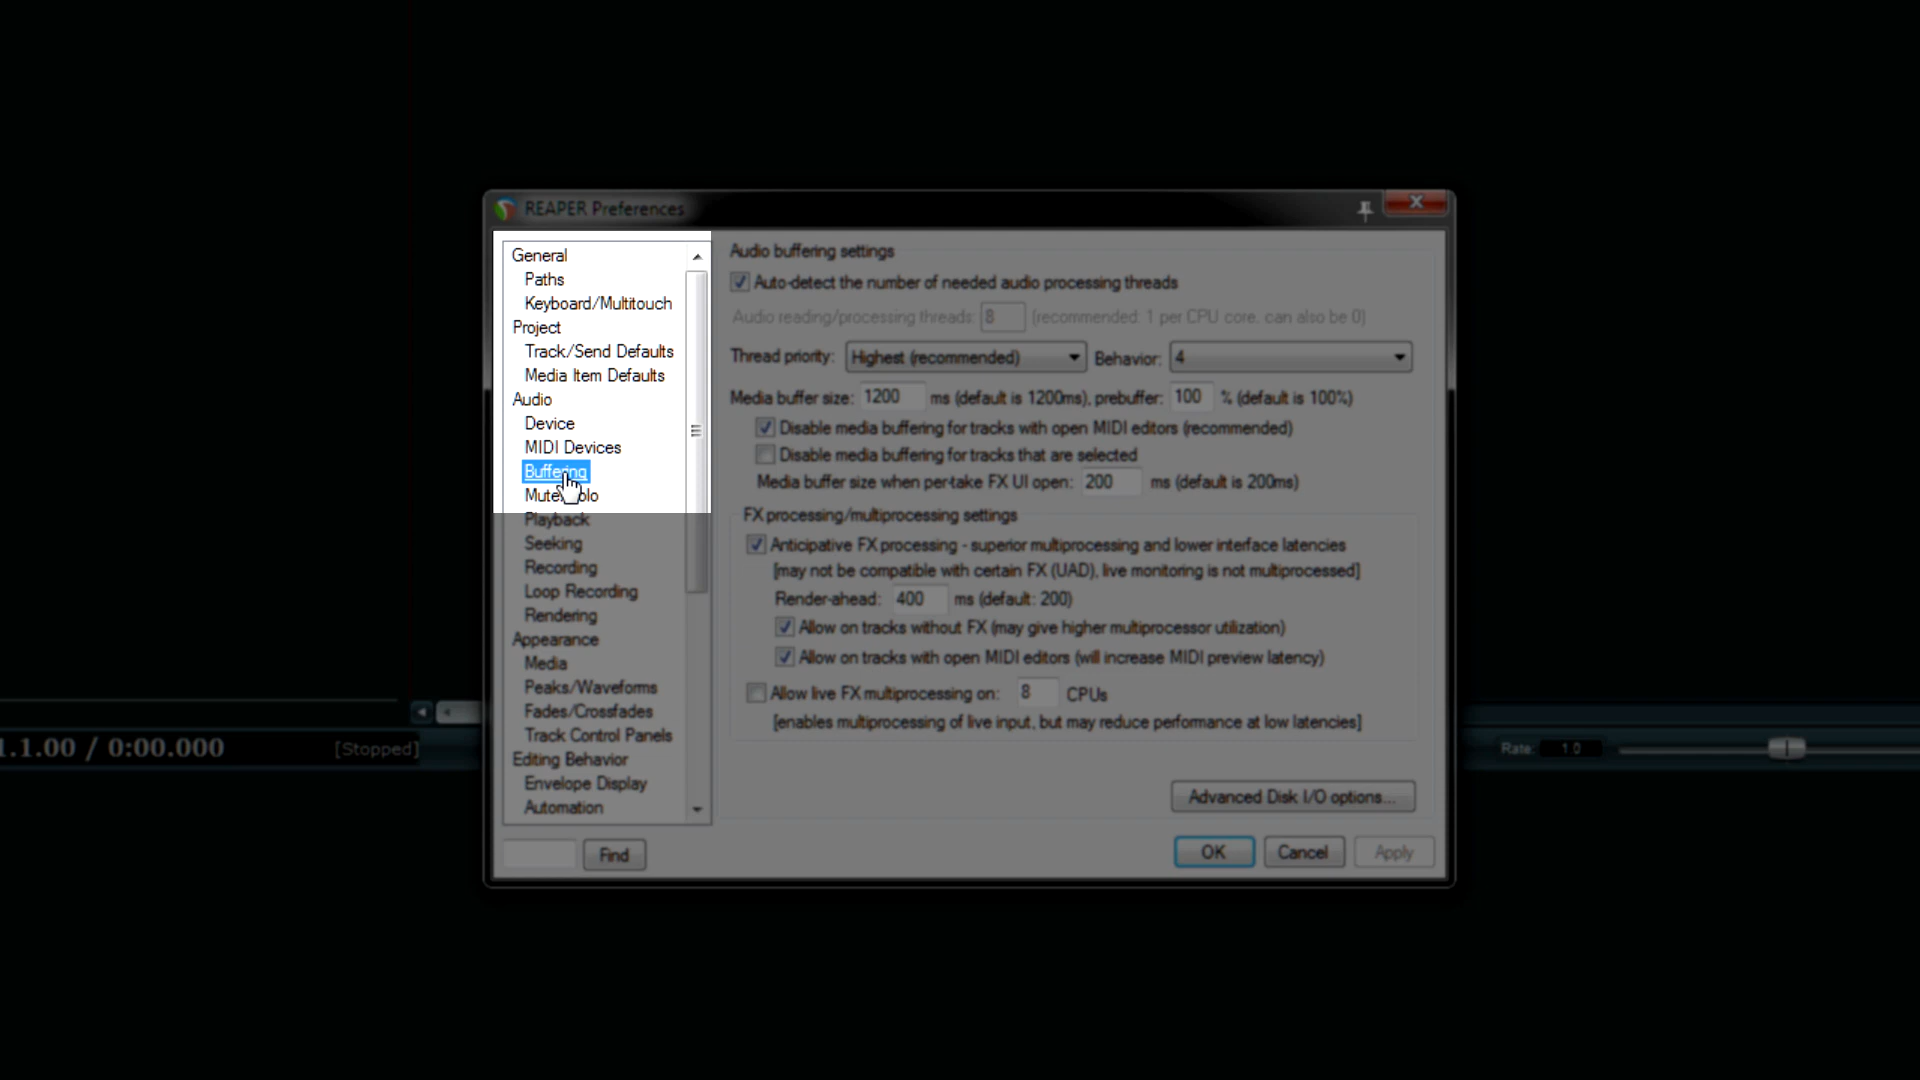 REAPER Preferences
General
Paths
Keyboard/Multitouch
Project
Track/Send Defaults
Media Item Defaults
Audio
Device
MIDI Devices
Buffering
Playback
Seeking
Recording
Loop Recording
Rendering
Appearance
Media
Peaks/Waveforms
Fades/Crossfades
Track Control Panels
Editing Behavior
Envelope Display
Automation
Find
Audio buffering settings
Auto-detect the number of needed audio processing threads
Audio reading/processing threads: 8 (recommended: 1 per CPU core, can also be 0)
Thread priority: Highest (recommended) Behavior: 4
Media buffer size: 1200 ms (default is 1200ms), prebuffer: 100 % (default is 100%)
Disable media buffering for tracks with open MIDI editors (recommended)
Disable media buffering for tracks that are selected
Media buffer size when per-take FX UI open: 200 ms (default is 200ms)
FX processing/multiprocessing settings
Anticipative FX processing - superior multiprocessing and lower interface latencies
[may not be compatible with certain FX (UAD), live monitoring is not multiprocessed]
Render-ahead: 400 ms (default: 200)
Allow on tracks without FX (may give higher multiprocessor utilization)
Allow on tracks with open MIDI editors (will increase MIDI preview latency)
Allow live FX multiprocessing on: 8 CPUs
[enables multiprocessing of live input, but may reduce performance at low latencies]
Advanced Disk I/O options...
OK Cancel Apply
1.1.00 / 0:00.000 [Stopped]
Rate: 1.0